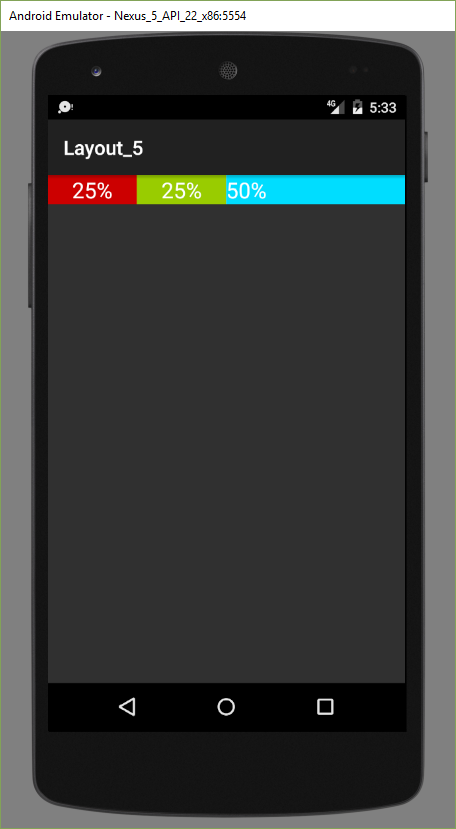 Android Emulator - Nexus_5_API_22_x86:5554
4G 5:33
Layout_5
25% 25% 50%